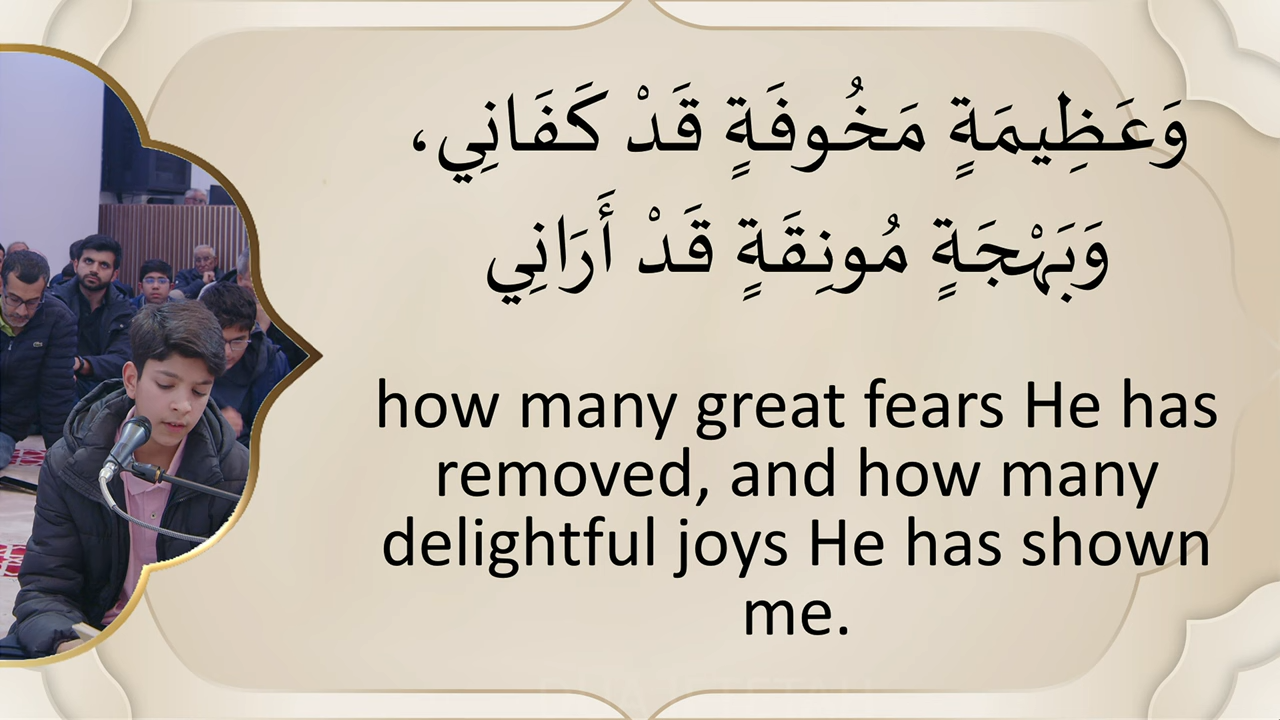 وَعَظِيمَةٍ مَخُوفَةٍ قَدْ كَفَانِي،
وَبَهْجَةٍ مُونِقَةٍ قَدْ أَرَانِي
how many great fears He has
removed, and how many
delightful joys He has shown
me.